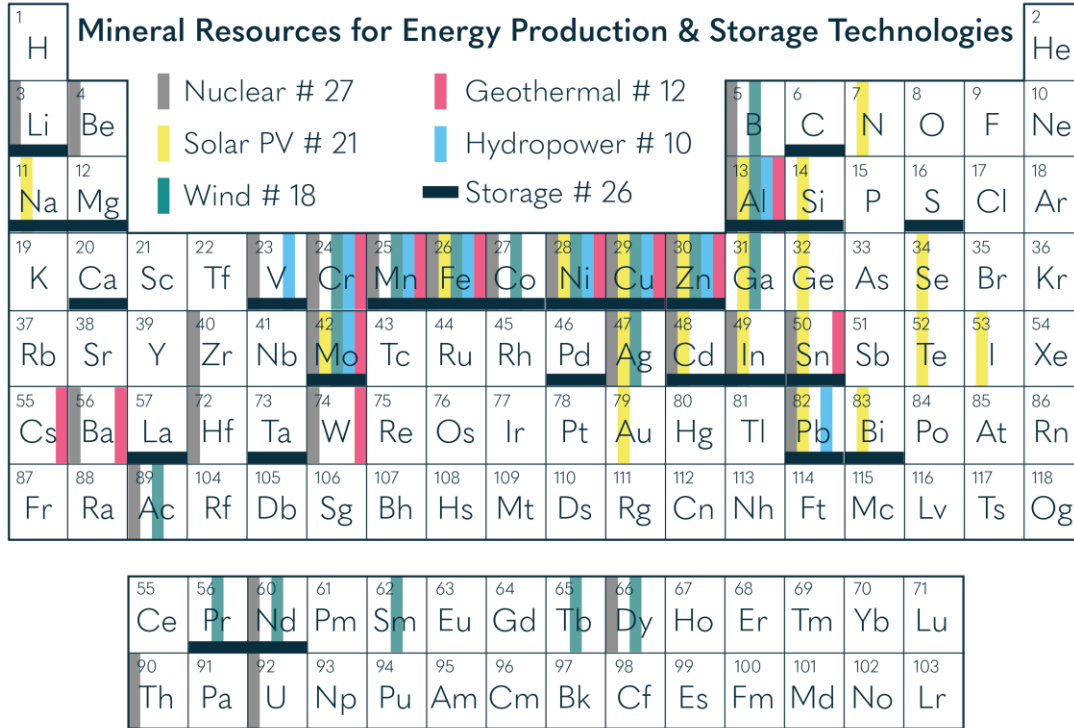 1 2
H Mineral Resources for Energy Production & Storage Technologies He
Nuclear # 27 Geothermal # 12
Solar PV # 21 Hydropower # 10
Wind # 18 Storage # 26
3 4 5 6 7 8 9 10
Li Be B C N O F Ne
11 12 13 14 15 16 17 18
Na Mg Al Si P S Cl Ar
19 20 21 22 23 24 25 26 27 28 29 30 31 32 33 34 35 36
K Ca Sc Tf V Cr Mn Fe Co Ni Cu Zn Ga Ge As Se Br Kr
37 38 39 40 41 42 43 44 45 46 47 48 49 50 51 52 53 54
Rb Sr Y Zr Nb Mo Tc Ru Rh Pd Ag Cd In Sn Sb Te I Xe
55 56 57 72 73 74 75 76 77 78 79 80 81 82 83 84 85 86
Cs Ba La Hf Ta W Re Os Ir Pt Au Hg Tl Pb Bi Po At Rn
87 88 89 104 105 106 107 108 109 110 111 112 113 114 115 116 117 118
Fr Ra Ac Rf Db Sg Bh Hs Mt Ds Rg Cn Nh Ft Mc Lv Ts Og
55 56 60 61 62 63 64 65 66 67 68 69 70 71
Ce Pr Nd Pm Sm Eu Gd Tb Dy Ho Er Tm Yb Lu
90 91 92 93 94 95 96 97 98 99 100 101 102 103
Th Pa U Np Pu Am Cm Bk Cf Es Fm Md No Lr